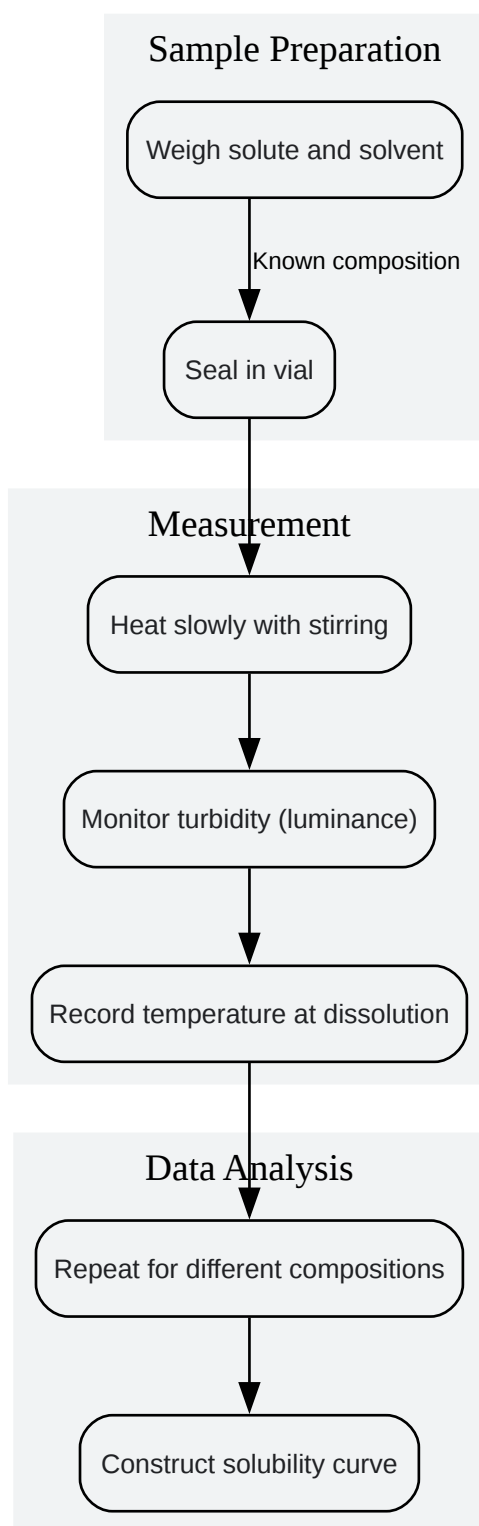 Sample Preparation
Weigh solute and solvent
Known composition
Seal in vial
Measurement
Heat slowly with stirring
Monitor turbidity (luminance)
Record temperature at dissolution
Data Analysis
Repeat for different compositions
Construct solubility curve